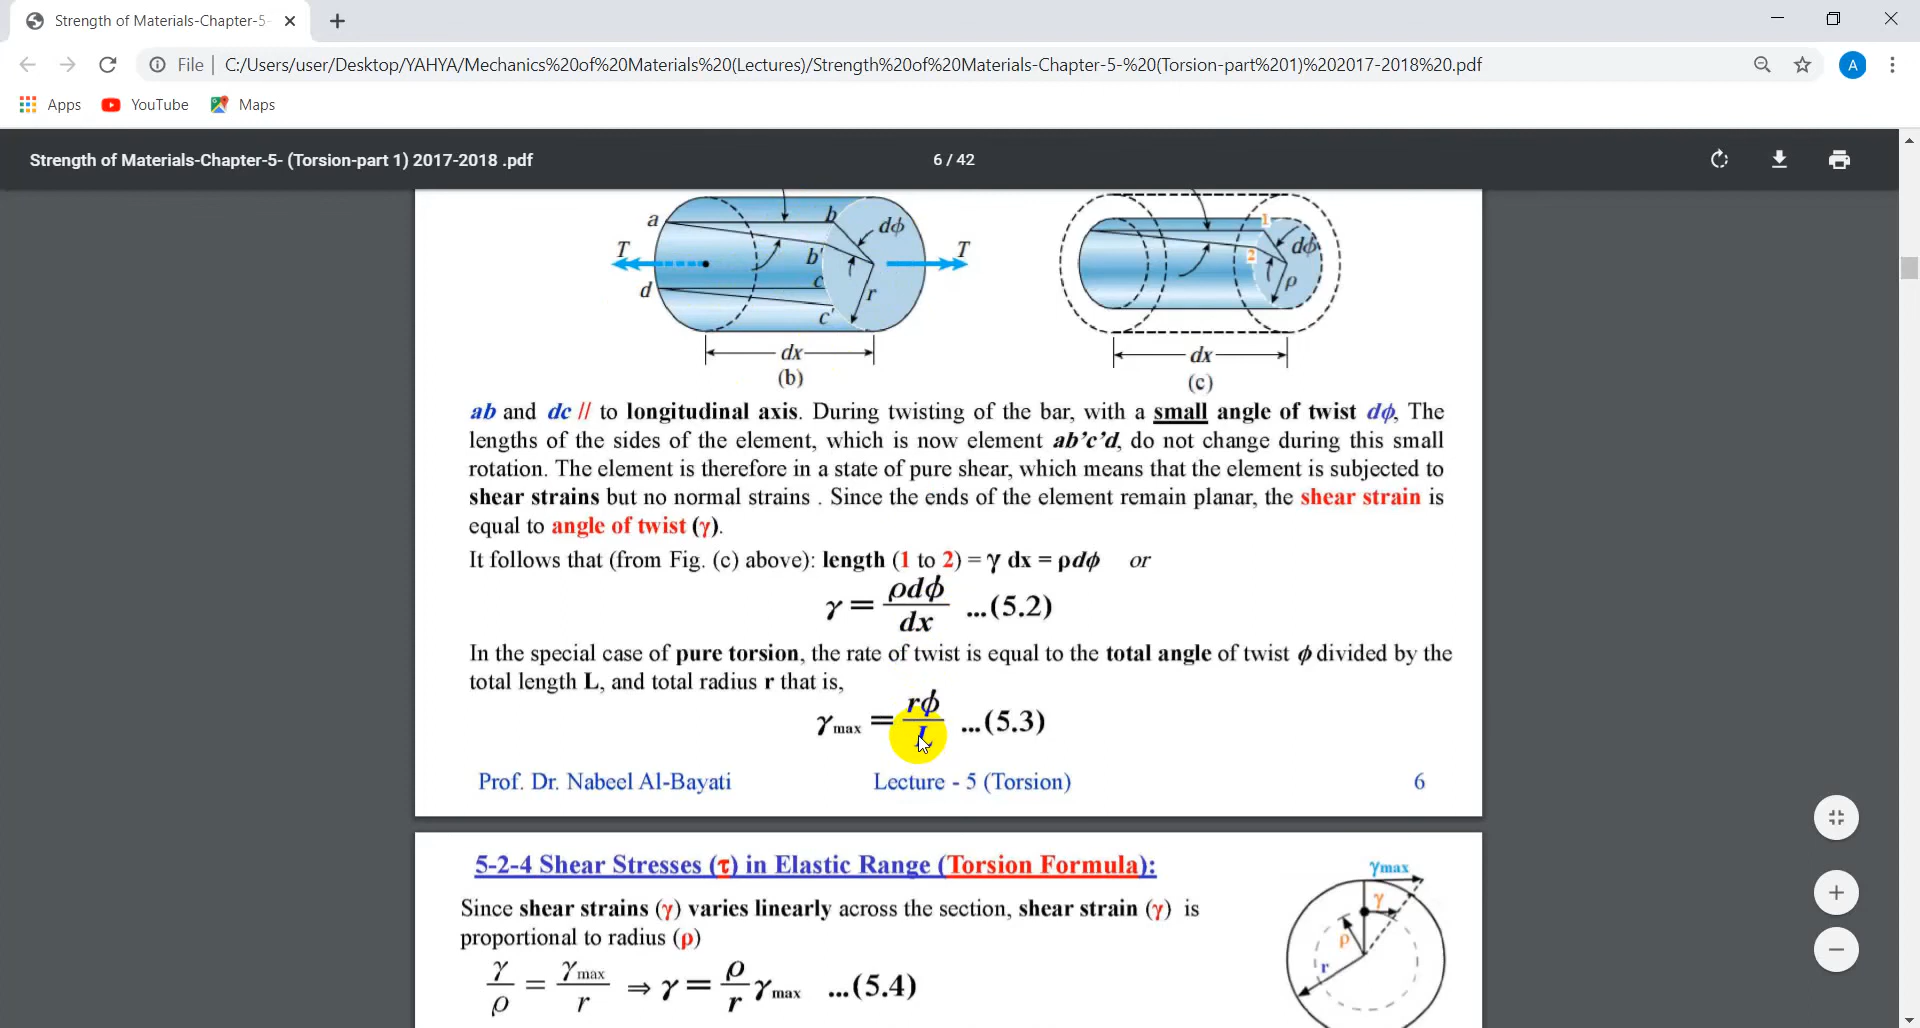 Strength of Materials-Chapter-5-
File | C:/Users/user/Desktop/YAHYA/Mechanics%20of%20Materials%20(Lectures)/Strength%20of%20Materials-Chapter-5-%20(Torsion-part%201)%202017-2018%20.pdf
A
Apps YouTube Maps
Strength of Materials-Chapter-5- (Torsion-part 1) 2017-2018 .pdf 6 / 42
a b dϕ T T b' c d r c' dx
(b)
1 dϕ 2 ρ dx
(c)
ab and dc // to longitudinal axis. During twisting of the bar, with a small angle of twist dϕ, The
lengths of the sides of the element, which is now element ab’c’d, do not change during this small
rotation. The element is therefore in a state of pure shear, which means that the element is subjected to
shear strains but no normal strains . Since the ends of the element remain planar, the shear strain is
equal to angle of twist (γ).
It follows that (from Fig. (c) above): length (1 to 2) = γ dx = ρdϕ or
γ = ρdϕ / dx ...(5.2)
In the special case of pure torsion, the rate of twist is equal to the total angle of twist ϕ divided by the
total length L, and total radius r that is,
γmax = rϕ / L ...(5.3)
Prof. Dr. Nabeel Al-Bayati Lecture - 5 (Torsion) 6
5-2-4 Shear Stresses (τ) in Elastic Range (Torsion Formula):
Since shear strains (γ) varies linearly across the section, shear strain (γ) is
proportional to radius (ρ)
γ / ρ = γmax / r ⇒ γ = ρ / r γmax ...(5.4)
γmax
γ
ρ
r